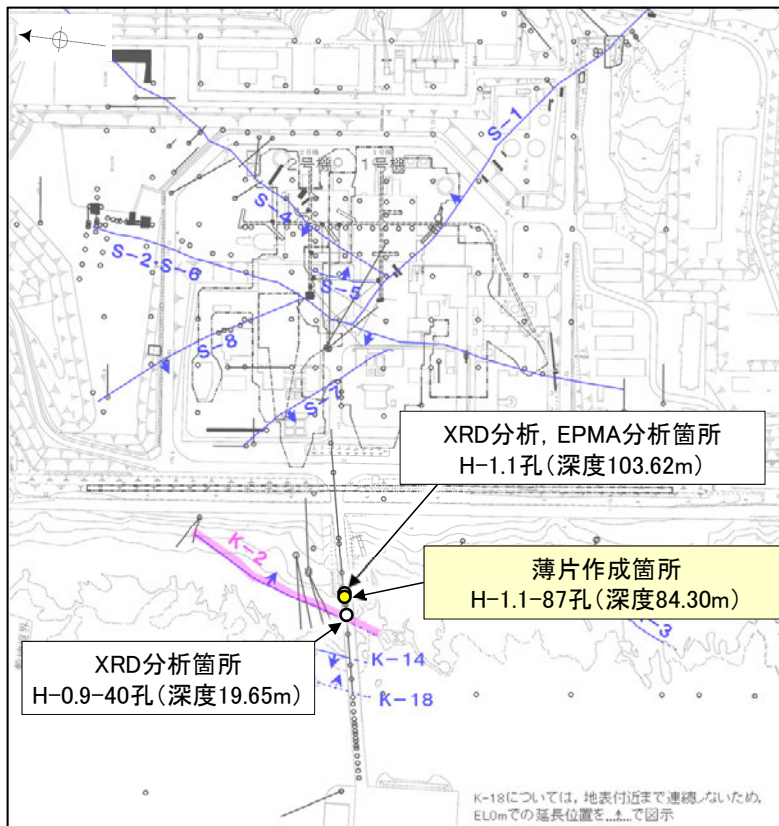 S-1
2号機
1号機
S-4
S-2・S-6
S-5
S-8
S-7
XRD分析，EPMA分析箇所
H-1.1孔（深度103.62m）
K-2
薄片作成箇所
H-1.1-87孔（深度84.30m）
XRD分析箇所
H-0.9-40孔（深度19.65m）
K-14
K-18
K-18については，地表付近まで連続しないため，
EL0mでの延長位置を で図示